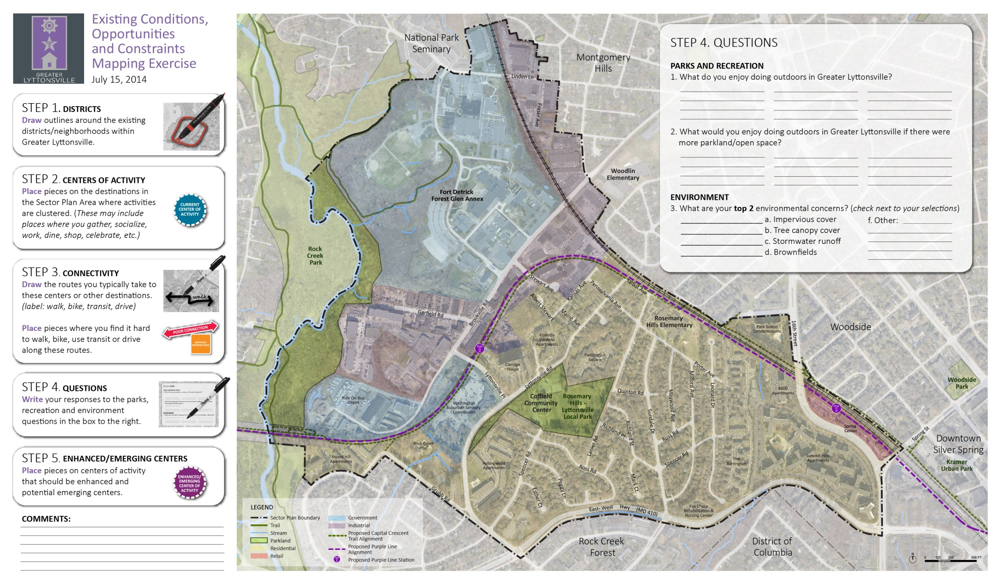 GREATER
LYTTONSVILLE
Existing Conditions,
Opportunities
and Constraints
Mapping Exercise
July 15, 2014
STEP 1. DISTRICTS
Draw outlines around the existing
districts/neighborhoods within
Greater Lyttonsville.
PRISMACOLOR
STEP 2. CENTERS OF ACTIVITY
Place pieces on the destinations in
the Sector Plan Area where activities
are clustered. (These may include
places where you gather, socialize,
work, dine, shop, celebrate, etc.)
CURRENT
CENTER OF
ACTIVITY
STEP 3. CONNECTIVITY
Draw the routes you typically take to
these centers or other destinations.
(label: walk, bike, transit, drive)
Sharpie
walk
Place pieces where you find it hard
to walk, bike, use transit or drive
along these routes.
POOR CONNECTION
DIFFICULT
INTERSECTION
STEP 4. QUESTIONS
Write your responses to the parks,
recreation and environment
questions in the box to the right.
Sharpie
STEP 5. ENHANCED/EMERGING CENTERS
Place pieces on centers of activity
that should be enhanced and
potential emerging centers.
ENHANCED/
EMERGING
CENTER OF
ACTIVITY
COMMENTS:
National Park
Seminary
Montgomery
Hills
Linden Ln
Fraser Ave
Woodlin
Elementary
Fort Detrick
Forest Glen Annex
Rock
Creek
Park
Stewart Ave
Kansas Ave
Pennsylvania Ave
Talbot Ave
Albert Stewart
Maine Ave
Garfield Rd
Brookville Rd
Rosemary
Hills Elementary
Park Sutton
Condominiums
16th Street
Woodside
Friendly
Gardens
Apartments
T
Paddington
Square
Claridge
House
Lyttonsville Rd
Lyttonsville Pl
Porter Ave
Milford Ave
Leonard Dr
Maywood Ave
Quinton Rd
Sundale Dr
8600
Apartments
Woodside
Park
Ride On Bus
Depot
Washington
Suburban Sanitary
Commission
Coffield
Community
Center
Rosemary
Hills -
Lyttonsville
Local Park
T
Spring
Center
Spring St
Richland Pl
Richland St
Ross Rd
Lanier Rd
Rock Creek
Pool
Round Hill
Apartments
Rollingwood
Apartments
Spencer Rd
Ross Rd
Spencer Rd
The
Barrington
Summit Hills
Apartments
Downtown
Silver Spring
Kramer
Urban Park
Peggy Ln
Mark Ct
Esther Ct
Grubb Rd
East- West Hwy (MD 410)
Fox Chase
Rehabilitation &
Nursing Center
Rock Creek
Forest
District of
Columbia
STEP 4. QUESTIONS
PARKS AND RECREATION
1. What do you enjoy doing outdoors in Greater Lyttonsville?
2. What would you enjoy doing outdoors in Greater Lyttonsville if there were
more parkland/open space?
ENVIRONMENT
3. What are your top 2 environmental concerns? (check next to your selections)
a. Impervious cover
b. Tree canopy cover
c. Stormwater runoff
d. Brownfields
f. Other:
LEGEND
Sector Plan Boundary
Trail
Stream
Parkland
Residential
Retail
Government
Industrial
Proposed Capital Crescent
Trail Alignment
Proposed Purple Line
Alignment
T Proposed Purple Line Station
N
0 125 250 500 FT